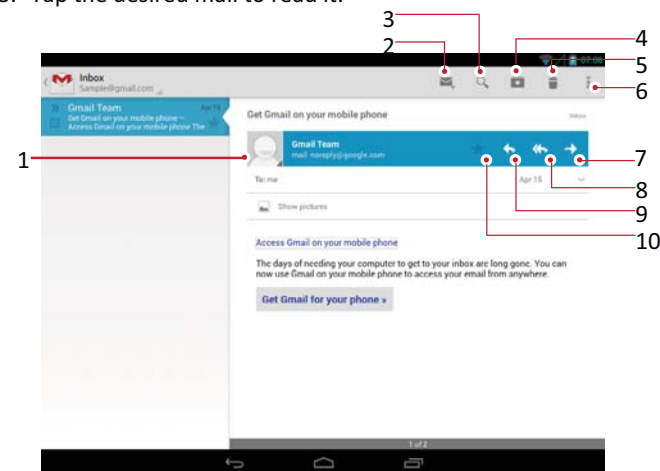 Tap the desired mail to read it.
3
4
2
5
07:06
Inbox
Sample@gmail.com
6
Gmail Team
Apr 15
Get Gmail on your mobile phone –
Access Gmail on your mobile phone The
Get Gmail on your mobile phone
Inbox
Gmail Team
mail-noreply@google.com
1
7
To: me
Apr 15
8
9
Show pictures
10
Access Gmail on your mobile phone
The days of needing your computer to get to your inbox are long gone. You can
now use Gmail on your mobile phone to access your email from anywhere.
Get Gmail for your phone »
1 of 2